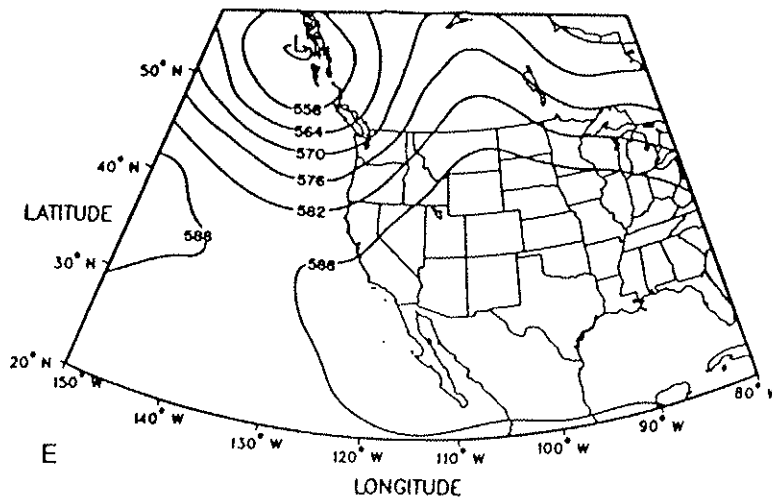 L
50° N
558
564
570
40° N
576
LATITUDE
582
588
588
30° N
20° N
150° W
140° W
130° W
120° W
110° W
100° W
90° W
80° W
E
LONGITUDE